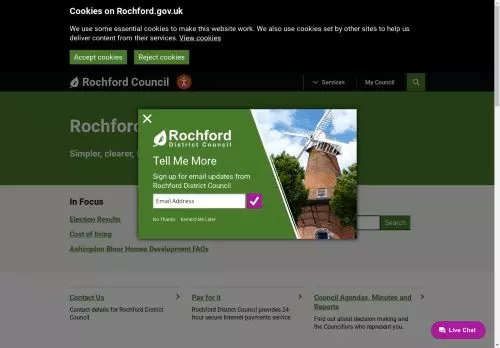 Cookies on Rochford.gov.uk
We use some essential cookies to make this website work. We also use cookies set by other sites to help us
deliver content from their services. View cookies
Accept cookies
Reject cookies
Rochford Council
Services
My Council
Rochford
District Council
Tell Me More
Sign up for email updates from
Rochford District Council
Email Address
No Thanks
Remind Me Later
Rochf
Simpler, clearer,
In Focus
Election Results
Cost of living
Ashingdon Bloor Homes Development FAQs
Search
Contact Us
Contact details for Rochford District
Council
Pay for it
Rochford District Council provides 24
hour secure Internet payments service.
Council Agendas, Minutes and
Reports
Find out about decision making and
the Councillors who represent you.
Live Chat